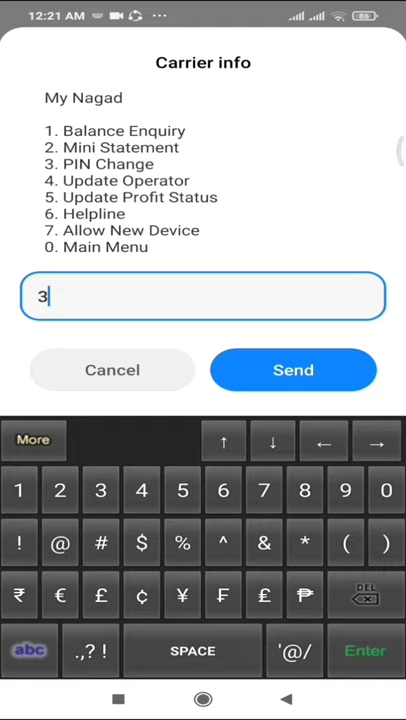 12:21 AM
86
Carrier info
My Nagad
1. Balance Enquiry
2. Mini Statement
3. PIN Change
4. Update Operator
5. Update Profit Status
6. Helpline
7. Allow New Device
0. Main Menu
3
Cancel Send
More ↑ ↓ ← →
1 2 3 4 5 6 7 8 9 0
! @ # $ % ^ & * ( )
₹ € £ ¢ ¥ ₣ £ ₱ DEL
abc .,? ! SPACE '@/ Enter